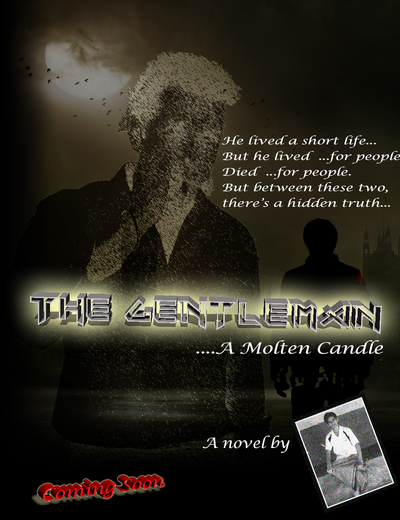 He lived a short life...
But he lived ...for people
Died ...for people.
But between these two,
there's a hidden truth...
THE GENTLEMAN
....A Molten Candle
A novel by
Coming Soon